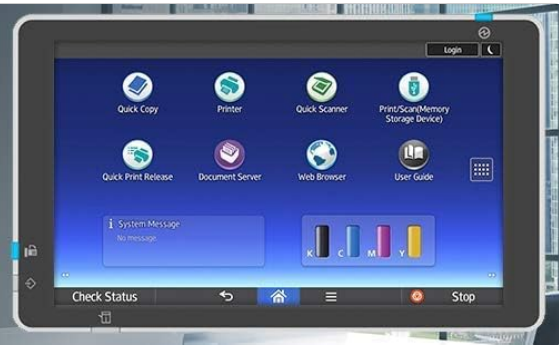 Login
Quick Copy
Printer
Quick Scanner
Print/Scan(Memory
Storage Device)
Quick Print Release
Document Server
Web Browser
User Guide
i System Message
No message.
K C M Y
Check Status
Stop